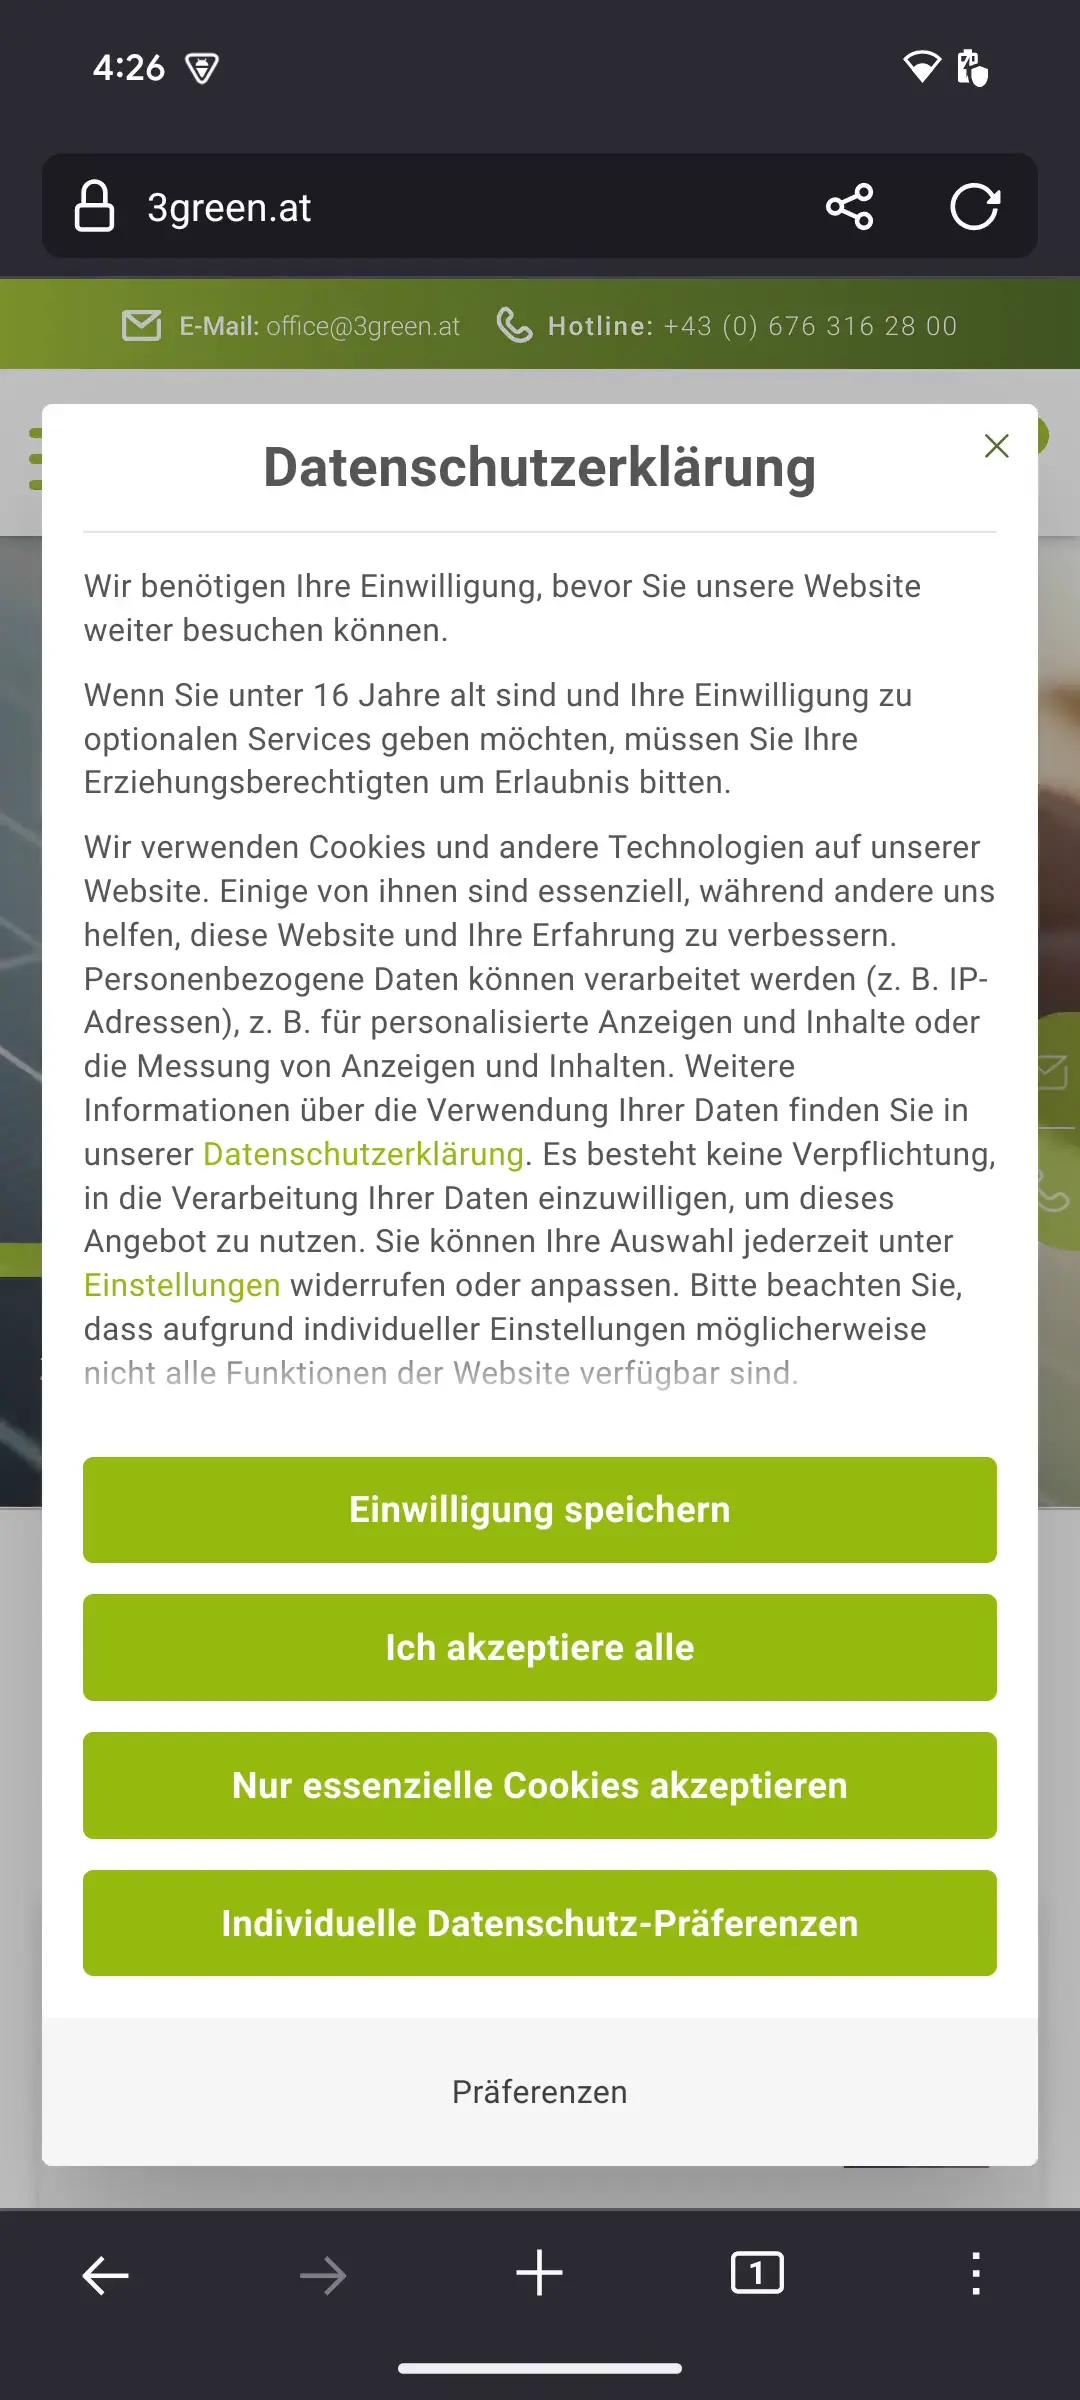 4:26
3green.at
E-Mail: office@3green.at Hotline: +43 (0) 676 316 28 00
Datenschutzerklärung
Wir benötigen Ihre Einwilligung, bevor Sie unsere Website
weiter besuchen können.
Wenn Sie unter 16 Jahre alt sind und Ihre Einwilligung zu
optionalen Services geben möchten, müssen Sie Ihre
Erziehungsberechtigten um Erlaubnis bitten.
Wir verwenden Cookies und andere Technologien auf unserer
Website. Einige von ihnen sind essenziell, während andere uns
helfen, diese Website und Ihre Erfahrung zu verbessern.
Personenbezogene Daten können verarbeitet werden (z. B. IP-
Adressen), z. B. für personalisierte Anzeigen und Inhalte oder
die Messung von Anzeigen und Inhalten. Weitere
Informationen über die Verwendung Ihrer Daten finden Sie in
unserer Datenschutzerklärung. Es besteht keine Verpflichtung,
in die Verarbeitung Ihrer Daten einzuwilligen, um dieses
Angebot zu nutzen. Sie können Ihre Auswahl jederzeit unter
Einstellungen widerrufen oder anpassen. Bitte beachten Sie,
dass aufgrund individueller Einstellungen möglicherweise
nicht alle Funktionen der Website verfügbar sind.
Einwilligung speichern
Ich akzeptiere alle
Nur essenzielle Cookies akzeptieren
Individuelle Datenschutz-Präferenzen
Präferenzen
1